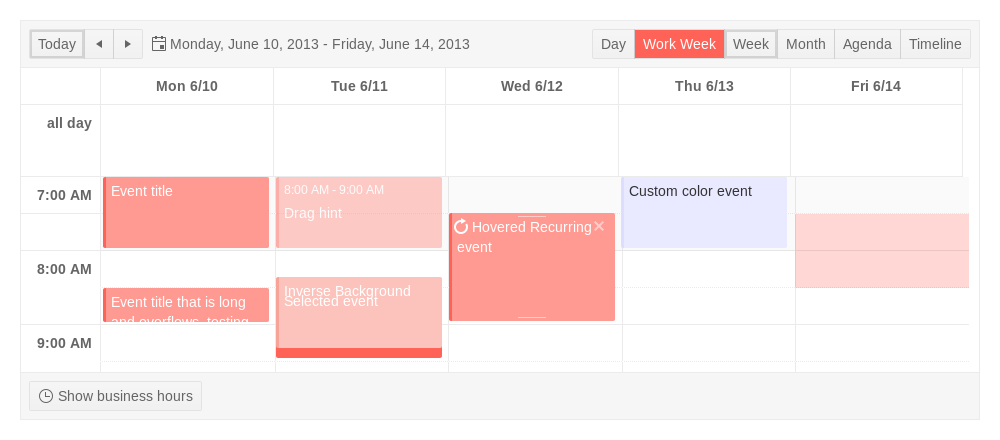 Today
Monday, June 10, 2013 - Friday, June 14, 2013
Day Work Week Week Month Agenda Timeline
Mon 6/10 Tue 6/11 Wed 6/12 Thu 6/13 Fri 6/14
all day
7:00 AM
Event title
8:00 AM - 9:00 AM
Drag hint
Hovered Recurring
event
Custom color event
8:00 AM
Event title that is long
and overflows, testing
Inverse Background
Selected event
9:00 AM
Show business hours